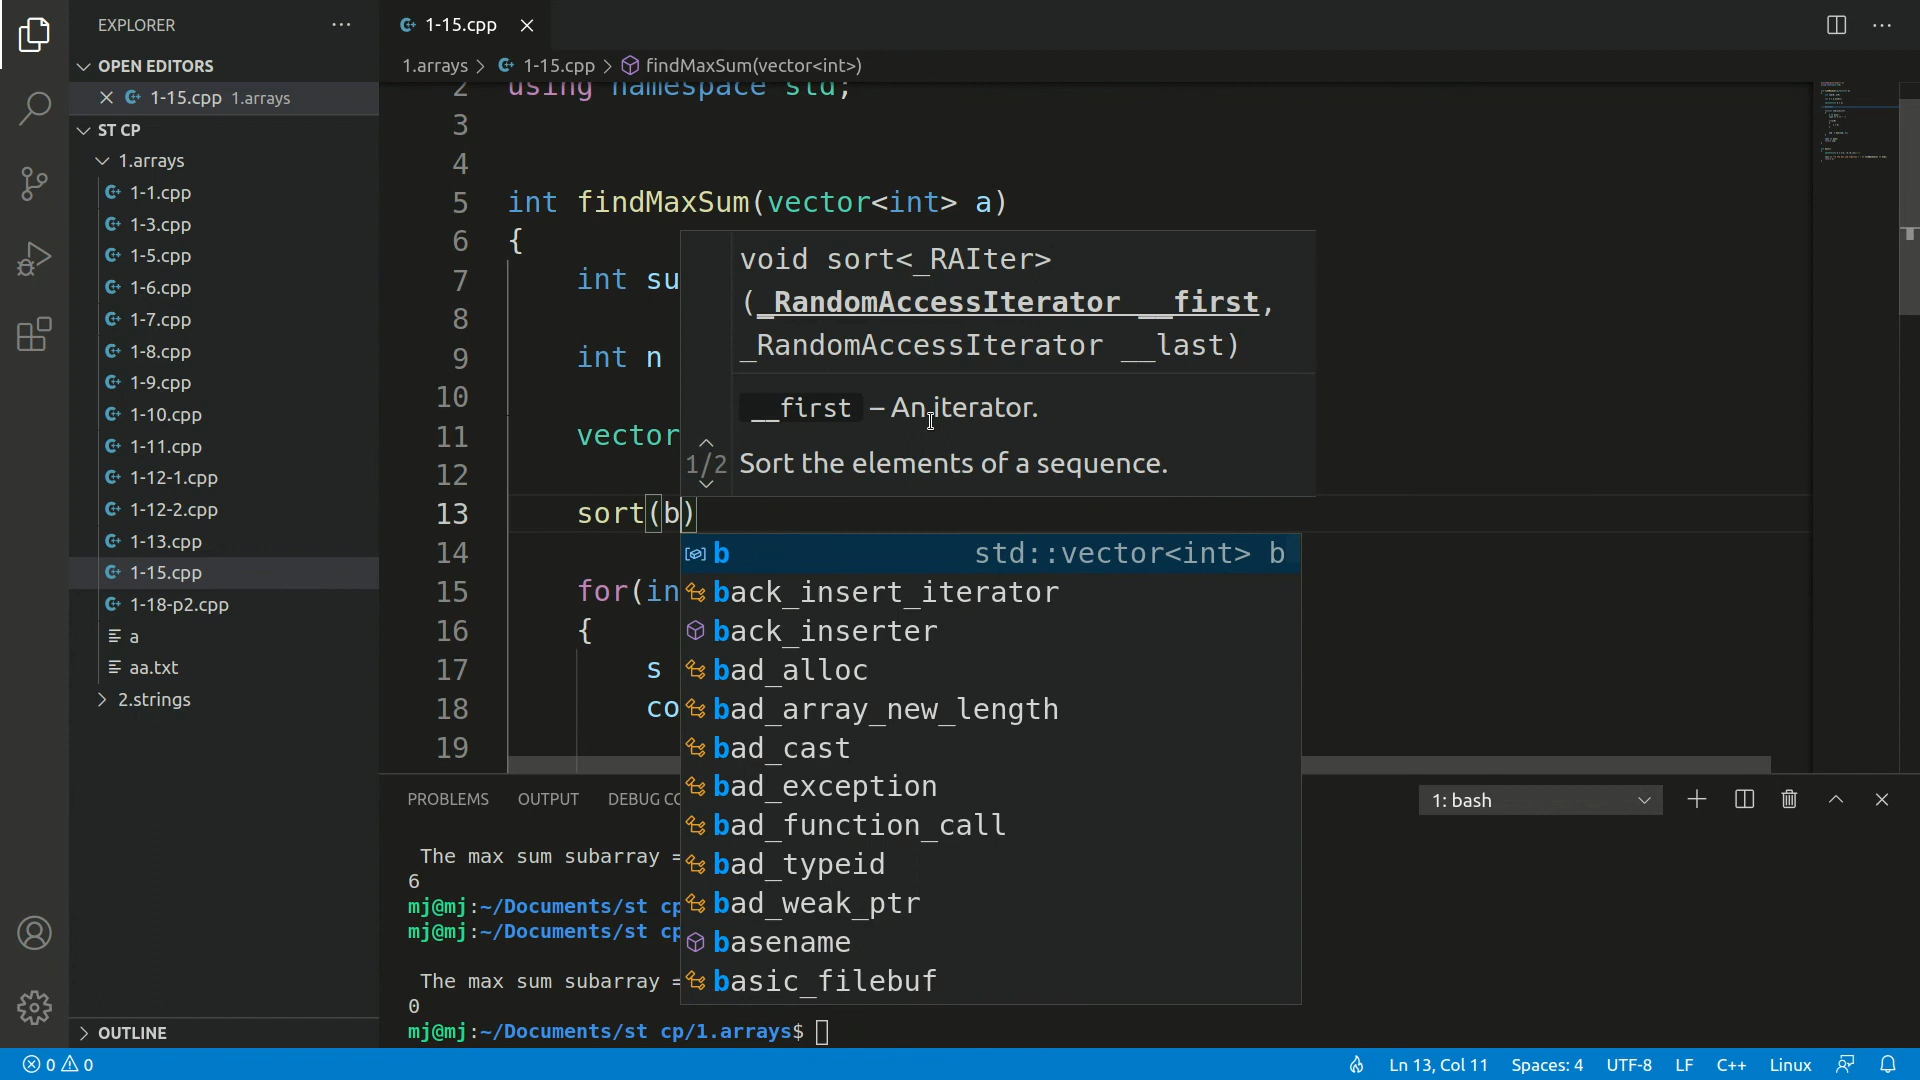 EXPLORER
1-15.cpp
OPEN EDITORS
1.arrays > 1-15.cpp > findMaxSum(vector<int>)
1-15.cpp 1.arrays
ST CP
1.arrays
1-1.cpp
1-3.cpp
1-5.cpp
1-6.cpp
1-7.cpp
1-8.cpp
1-9.cpp
1-10.cpp
1-11.cpp
1-12-1.cpp
1-12-2.cpp
1-13.cpp
1-15.cpp
1-18-p2.cpp
a
aa.txt
2.strings
OUTLINE
2 using namespace std;
3
4
5 int findMaxSum(vector<int> a)
6 {
7 int su
8
9 int n
10
11 vector
12
13 sort(b)
14
15 for(in
16 {
17 s
18 co
19
void sort<_RAIter>
(_RandomAccessIterator __first,
_RandomAccessIterator __last)
__first – An iterator.
1/2 Sort the elements of a sequence.
b std::vector<int> b
back_insert_iterator
back_inserter
bad_alloc
bad_array_new_length
bad_cast
bad_exception
bad_function_call
bad_typeid
bad_weak_ptr
basename
basic_filebuf
PROBLEMS OUTPUT DEBUG CO
1: bash
The max sum subarray =
6
mj@mj:~/Documents/st cp
mj@mj:~/Documents/st cp
The max sum subarray =
0
mj@mj:~/Documents/st cp/1.arrays$
0 0
Ln 13, Col 11 Spaces: 4 UTF-8 LF C++ Linux